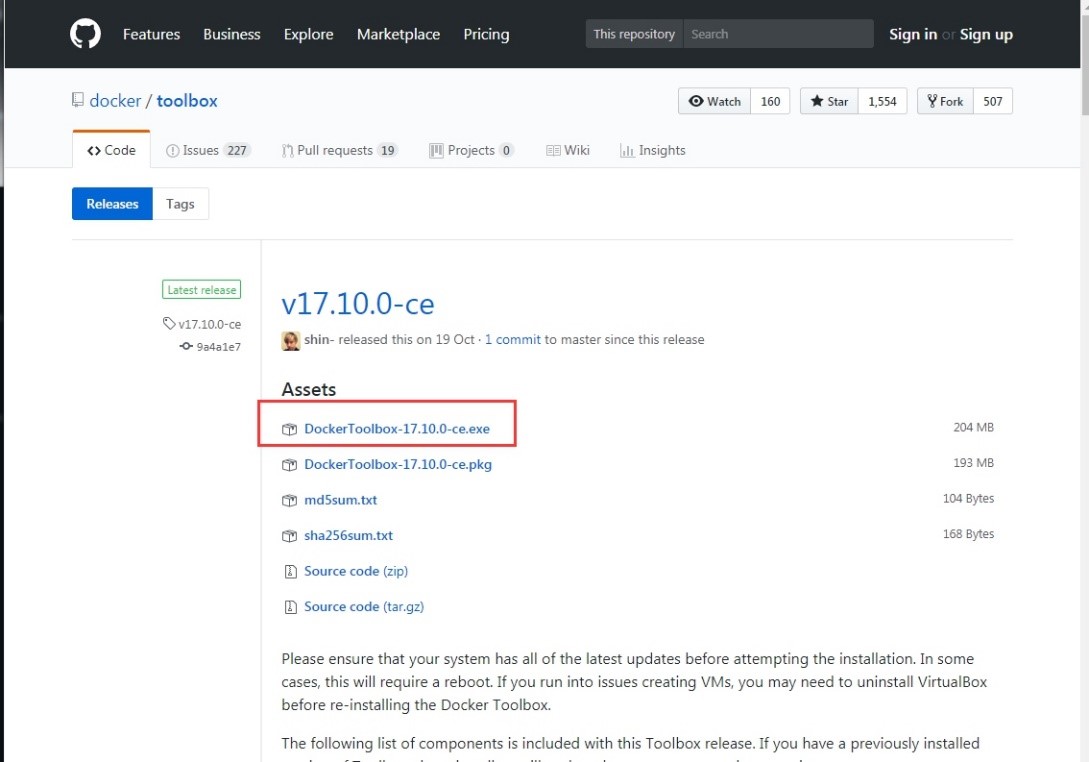 Features Business Explore Marketplace Pricing This repository Search Sign in or Sign up
docker / toolbox Watch 160 Star 1,554 Fork 507
Code Issues 227 Pull requests 19 Projects 0 Wiki Insights
Releases Tags
Latest release
v17.10.0-ce
v17.10.0-ce
9a4a1e7
shin- released this on 19 Oct · 1 commit to master since this release
Assets
DockerToolbox-17.10.0-ce.exe 204 MB
DockerToolbox-17.10.0-ce.pkg 193 MB
md5sum.txt 104 Bytes
sha256sum.txt 168 Bytes
Source code (zip)
Source code (tar.gz)
Please ensure that your system has all of the latest updates before attempting the installation. In some
cases, this will require a reboot. If you run into issues creating VMs, you may need to uninstall VirtualBox
before re-installing the Docker Toolbox.
The following list of components is included with this Toolbox release. If you have a previously installed